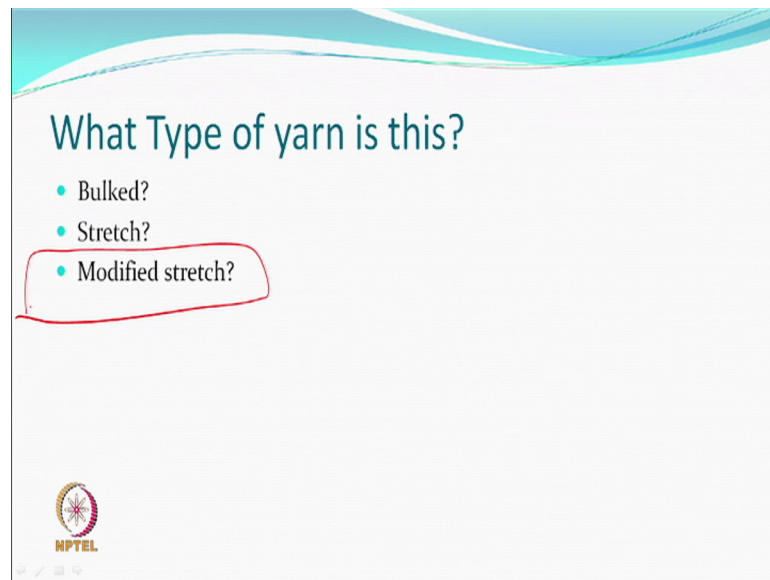 What Type of yarn is this?
Bulked?
Stretch?
Modified stretch?
NPTEL